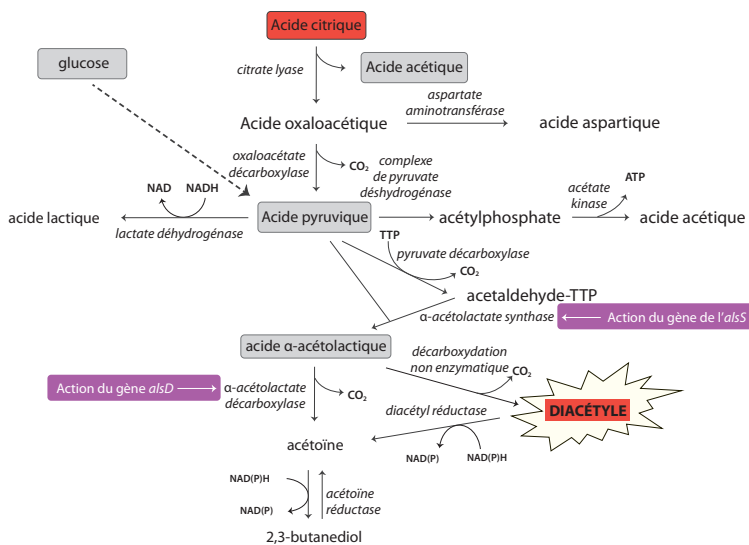 Acide citrique
glucose
citrate lyase
Acide acétique
aspartate
aminotransférase
Acide oxaloacétique
acide aspartique
oxaloacétate
décarboxylase
CO2
complexe
de pyruvate
déshydrogénase
NAD
NADH
ATP
acétate
kinase
acide lactique
Acide pyruvique
acétylphosphate
acide acétique
lactate déhydrogénase
TTP
pyruvate décarboxylase
CO2
acetaldehyde-TTP
α-acétolactate synthase
Action du gène de l'alsS
acide α-acétolactique
décarboxydation
non enzymatique
CO2
Action du gène alsD
α-acétolactate
décarboxylase
CO2
diacétyl réductase
DIACÉTYLE
acétoïne
NAD(P)
NAD(P)H
NAD(P)H
NAD(P)
acétoïne
réductase
2,3-butanediol